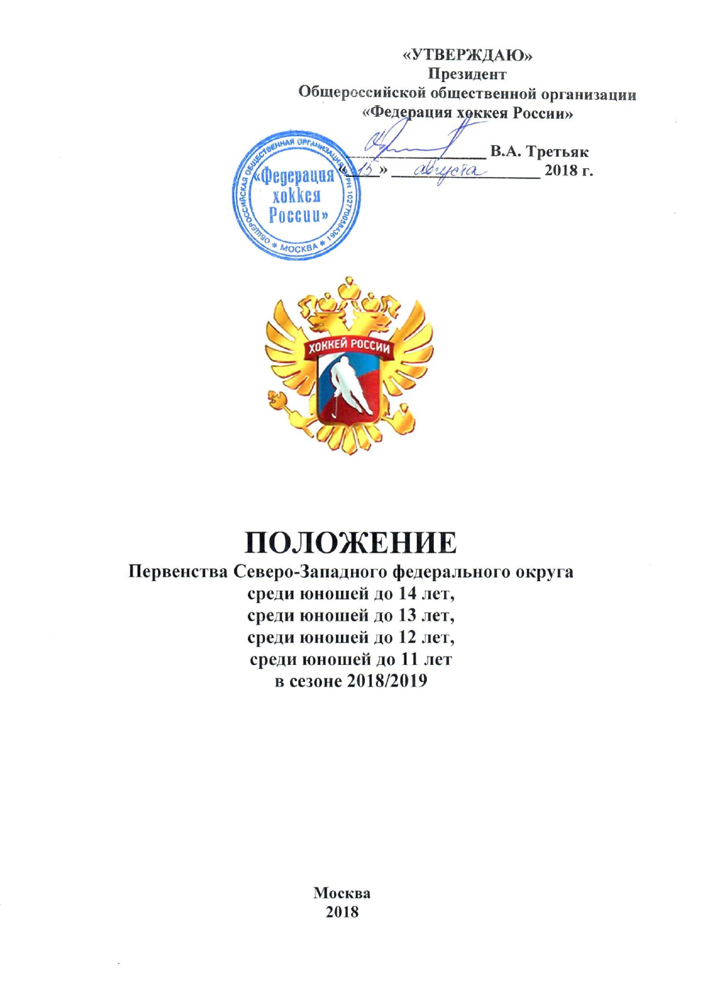 «УТВЕРЖДАЮ»
Президент
Общероссийской общественной организации
«Федерация хоккея России»
В.А. Третьяк
«15» августа 2018 г.
ОБЩЕРОССИЙСКАЯ ОБЩЕСТВЕННАЯ ОРГАНИЗАЦИЯ ОГРН 1027700584361
* МОСКВА *
«Федерация
хоккея
России»
ХОККЕЙ РОССИИ
ПОЛОЖЕНИЕ
Первенства Северо-Западного федерального округа
среди юношей до 14 лет,
среди юношей до 13 лет,
среди юношей до 12 лет,
среди юношей до 11 лет
в сезоне 2018/2019
Москва
2018